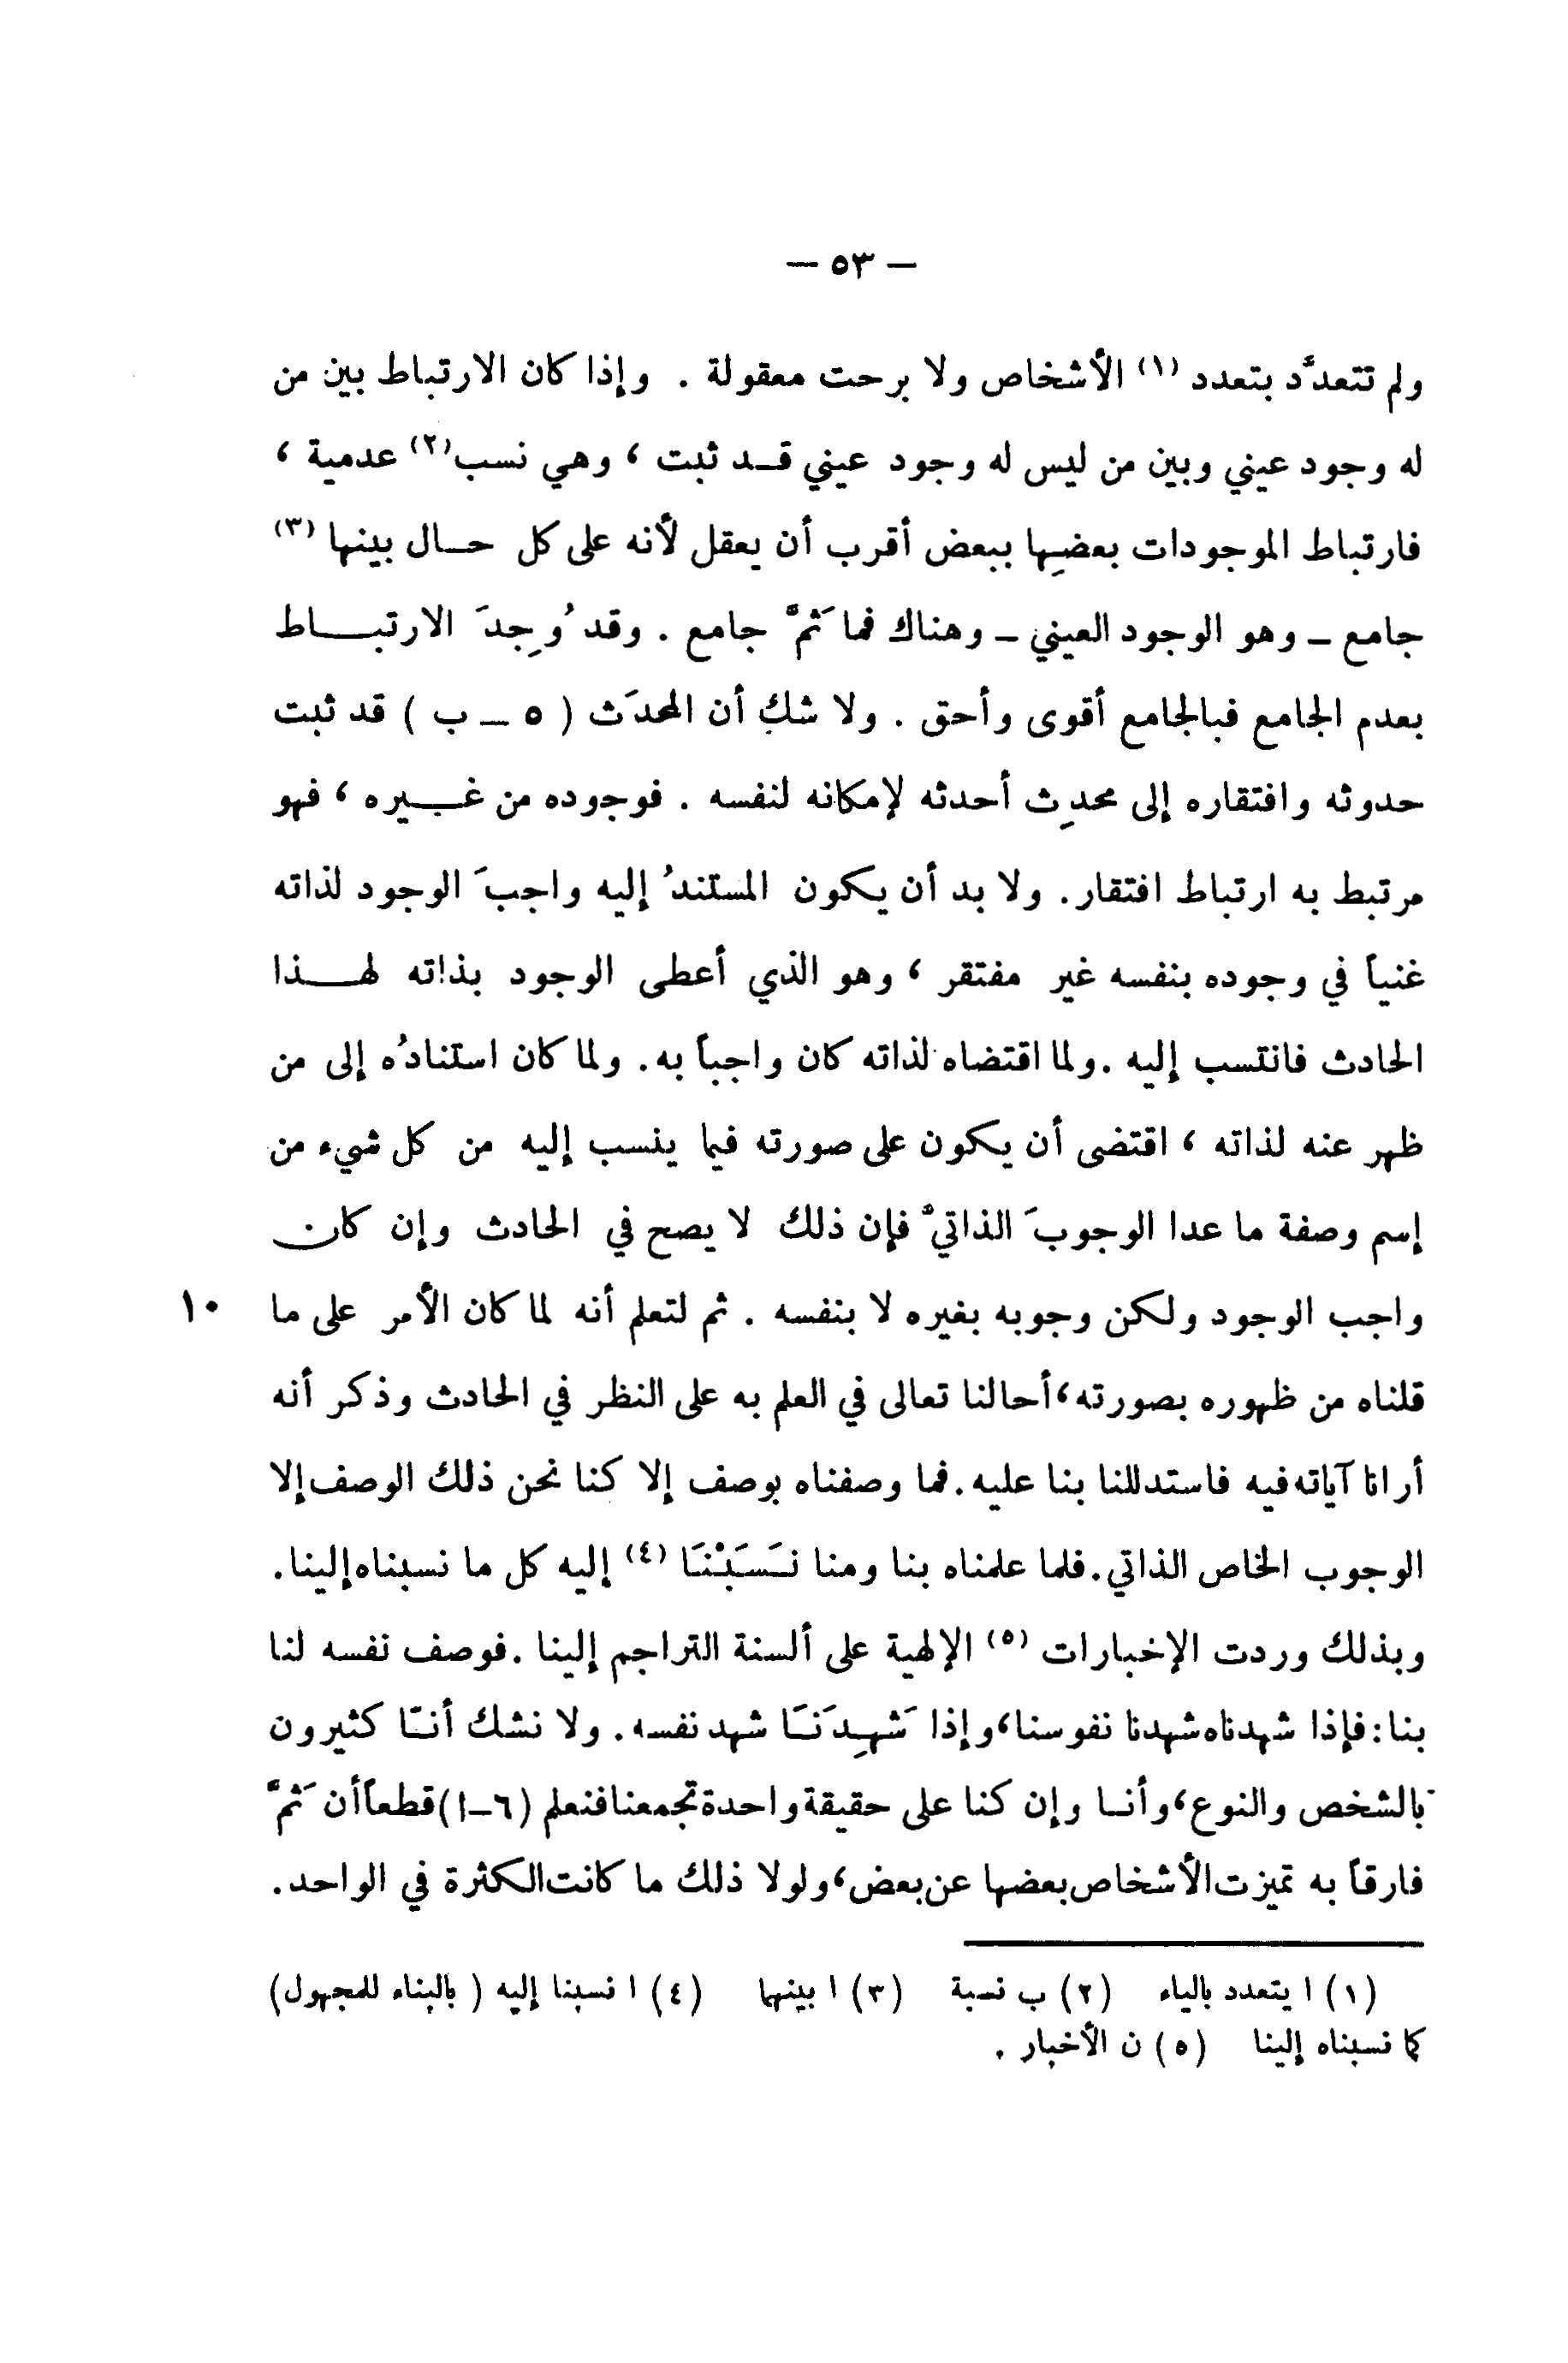 — ٥٣ —
ولم تتعدَّد بتعدد (١) الأشخاص ولا برحت معقولة . وإذا كان الارتباط بين من
له وجود عيني وبين من ليس له وجود عيني قد ثبت ، وهي نسب (٢) عدمية ،
فارتباط الموجودات بعضِها ببعض أقرب أن يعقل لأنه على كل حال بينها (٣)
جامع – وهو الوجود العيني – وهناك فما ثَمَّ جامع . وقد وُجِدَ الارتباط
بعدم الجامع فبالجامع أقوى وأحق . ولا شك أن المحدَث ( ٥ – ب ) قد ثبت
حدوثه وافتقاره إلى محدِث أحدثه لإمكانه لنفسه . فوجوده من غيره ، فهو
مرتبط به ارتباط افتقار . ولا بد أن يكون المستندُ إليه واجبَ الوجود لذاته
غنياً في وجوده بنفسه غير مفتقر ، وهو الذي أعطى الوجود بذاته لهذا
الحادث فانتسب إليه . ولما اقتضاه لذاته كان واجباً به . ولما كان استنادُه إلى من
ظهر عنه لذاته ، اقتضى أن يكون على صورته فيما ينسب إليه من كل شيء من
إسم وصفة ما عدا الوجوبَ الذاتيَّ فإن ذلك لا يصح في الحادث وإن كان
واجب الوجود ولكن وجوبه بغيره لا بنفسه . ثم لتعلم أنه لما كان الأمر على ما ١٠
قلناه من ظهوره بصورته ، أحالنا تعالى في العلم به على النظر في الحادث وذكر أنه
أرانا آياته فيه فاستدللنا بنا عليه . فما وصفناه بوصف إلا كنا نحن ذلك الوصف إلا
الوجوب الخاص الذاتي . فلما علمناه بنا ومنا نَسَبْنَا (٤) إليه كل ما نسبناه إلينا .
وبذلك وردت الإخبارات (٥) الإلهية على ألسنة التراجم إلينا . فوصف نفسه لنا
بنا : فإذا شهدناه شهدنا نفوسنا ، وإذا شَهِدَنَا شهد نفسه . ولا نشك أنَّا كثيرون
بالشخص والنوع ، وأنا وإن كنا على حقيقة واحدة تجمعنا فنعلم (٦–ا) قطعاً أن ثَمَّ
فارقاً به تميزت الأشخاص بعضها عن بعض ، ولولا ذلك ما كانت الكثرة في الواحد .
(١) ا يتعدد بالياء (٢) ب نسبة (٣) ا بينهما (٤) ا نسبنا إليه ( بالبناء للمجهول )
كما نسبناه إلينا (٥) ن الأخبار .